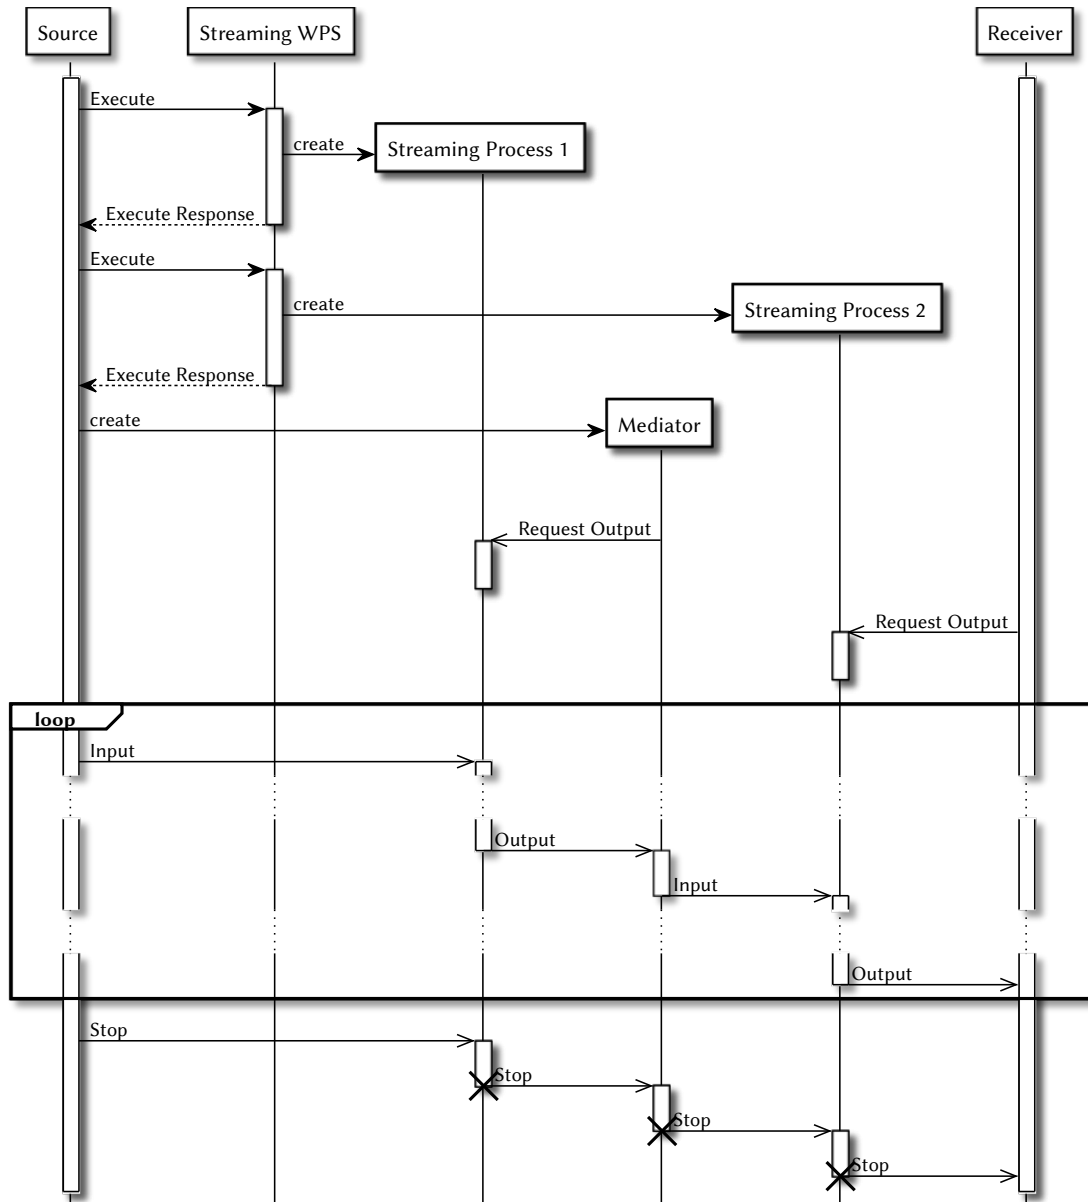 Source
Streaming WPS
Receiver
Execute
create
Streaming Process 1
Execute Response
Execute
create
Streaming Process 2
Execute Response
create
Mediator
Request Output
Request Output
loop
Input
Output
Input
Output
Stop
Stop
Stop
Stop